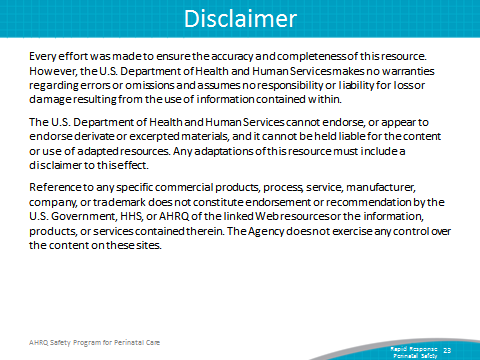 Disclaimer
Every effort was made to ensure the accuracy and completeness of this resource.
However, the U.S. Department of Health and Human Services makes no warranties
regarding errors or omissions and assumes no responsibility or liability for loss or
damage resulting from the use of information contained within.
The U.S. Department of Health and Human Services cannot endorse, or appear to
endorse derivate or excerpted materials, and it cannot be held liable for the content
or use of adapted resources. Any adaptations of this resource must include a
disclaimer to this effect.
Reference to any specific commercial products, process, service, manufacturer,
company, or trademark does not constitute endorsement or recommendation by the
U.S. Government, HHS, or AHRQ of the linked Web resources or the information,
products, or services contained therein. The Agency does not exercise any control over
the content on these sites.
AHRQ Safety Program for Perinatal Care
Rapid Response 23
Perinatal Safety